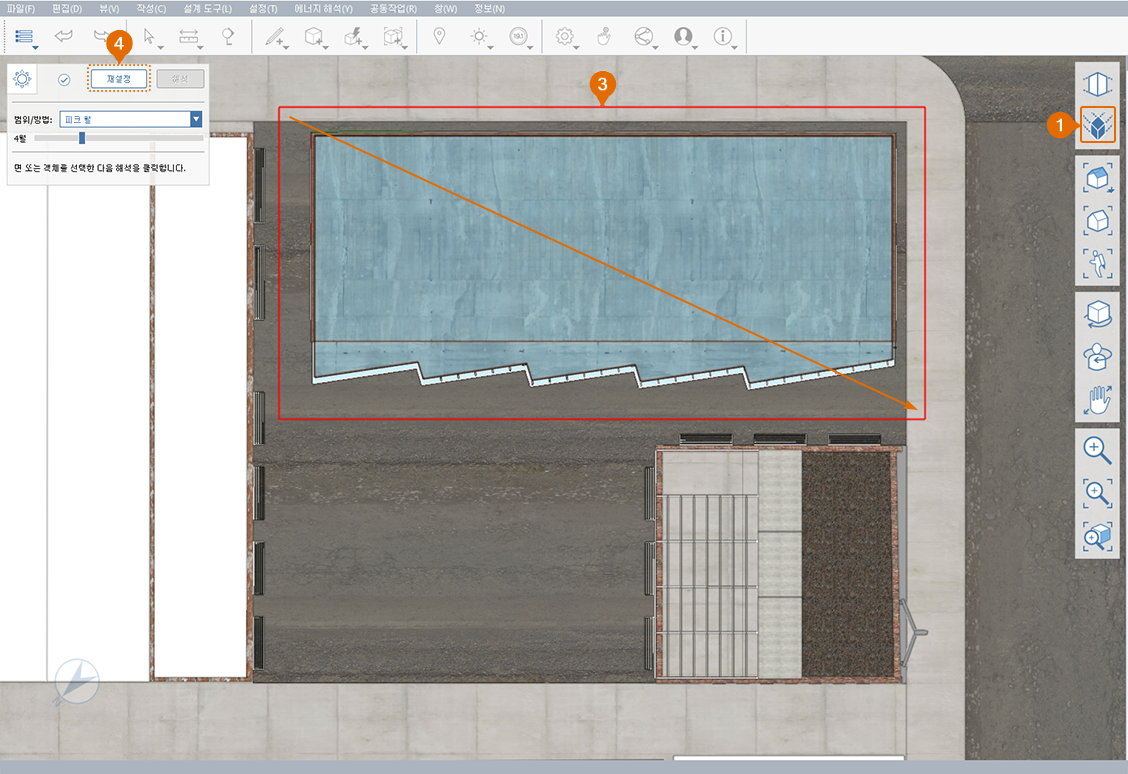 파일(F) 편집(D) 뷰(V) 작성(C) 설계 도구(L) 설정(T) 에너지 해석(Y) 공동작업(R) 창(W) 정보(N)
4
재설정 해석
3
1
범위/방법: 피크 월
4월
면 또는 객체를 선택한 다음 해석을 클릭합니다.